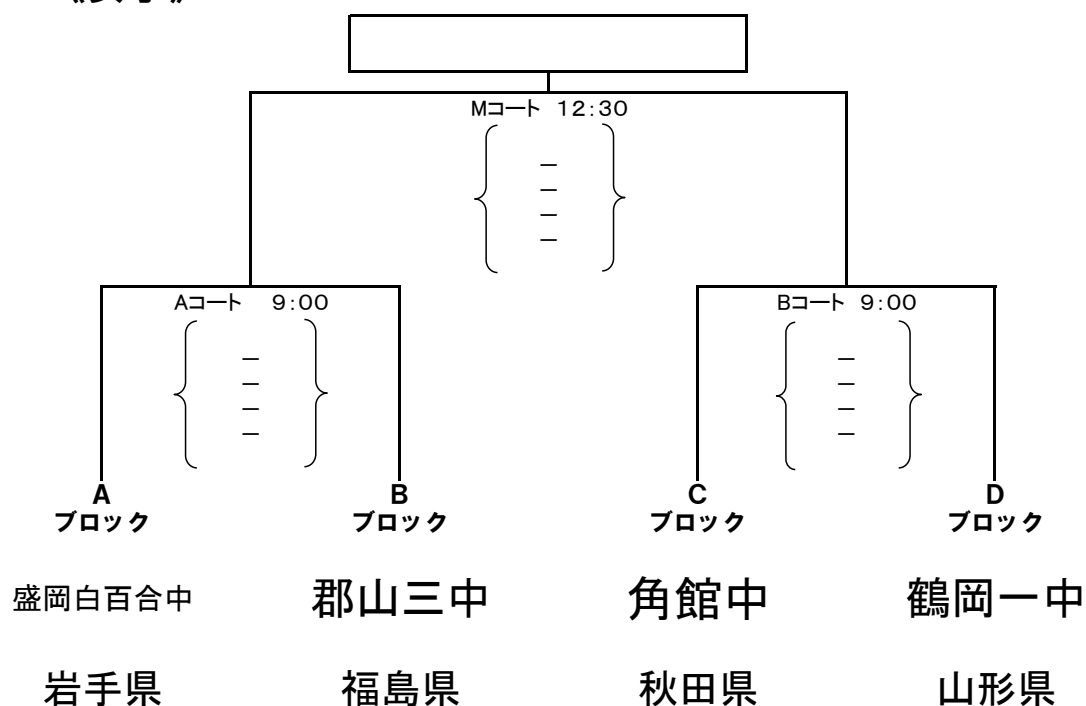 Mコート 12:30
－
－
－
－
Aコート 9:00
Bコート 9:00
－
－
－
－
－
－
－
－
A
ブロック
B
ブロック
C
ブロック
D
ブロック
盛岡白百合中
郡山三中
角館中
鶴岡一中
岩手県
福島県
秋田県
山形県